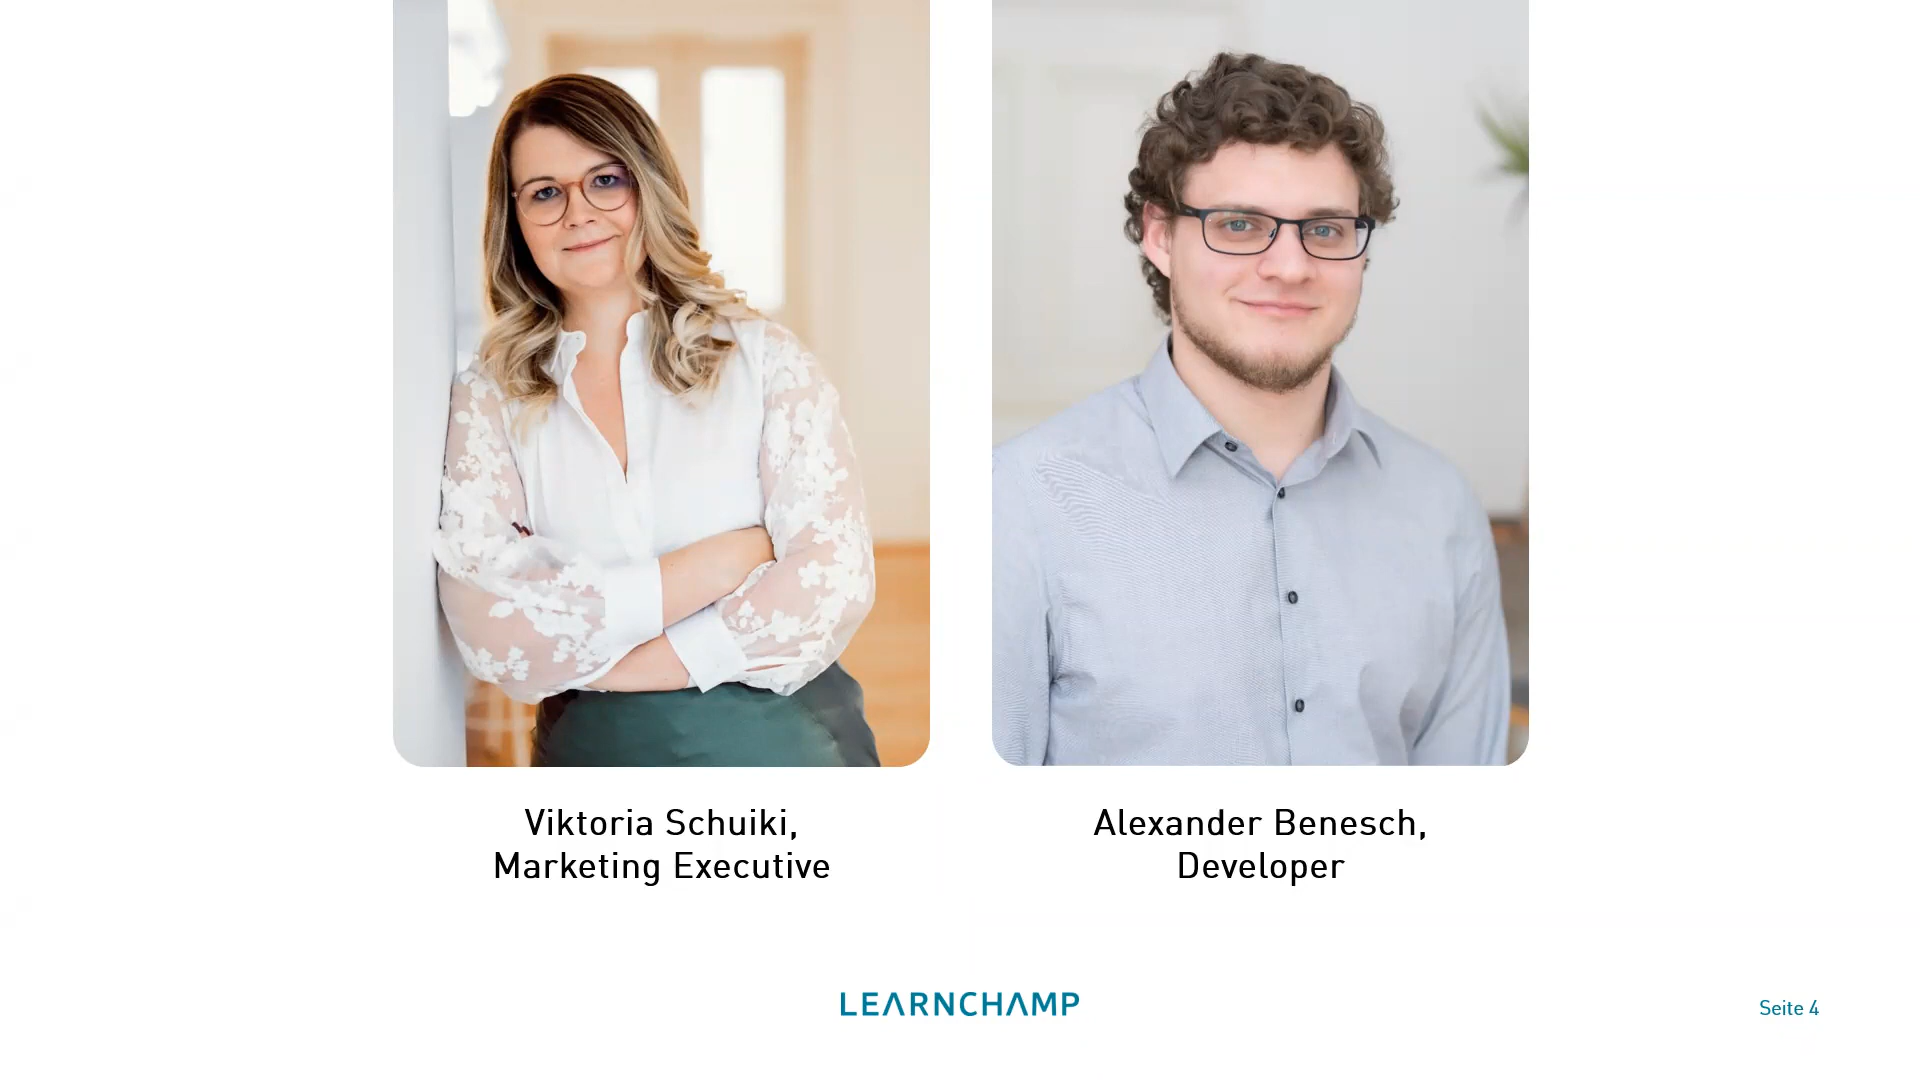 Viktoria Schuiki,
Marketing Executive
Alexander Benesch,
Developer
LEARNCHAMP
Seite 4